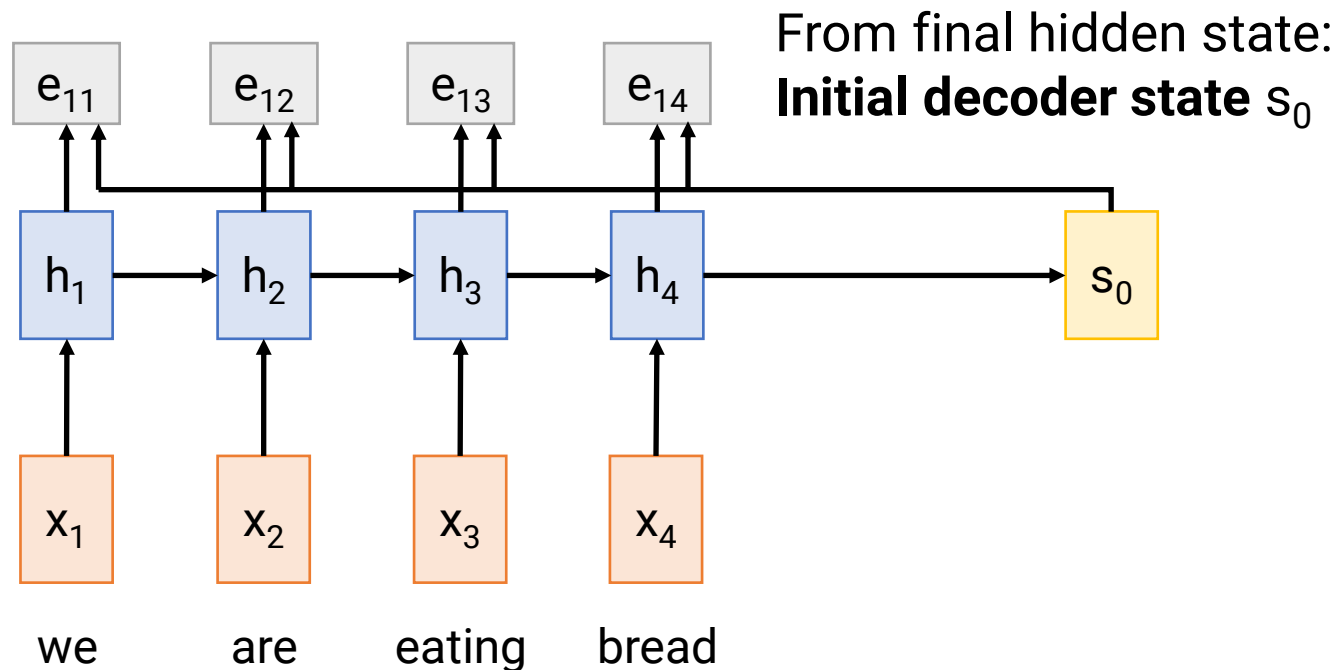 From final hidden state:
Initial decoder state s₀
e₁₁ e₁₂ e₁₃ e₁₄
h₁ h₂ h₃ h₄ s₀
x₁ x₂ x₃ x₄
we are eating bread